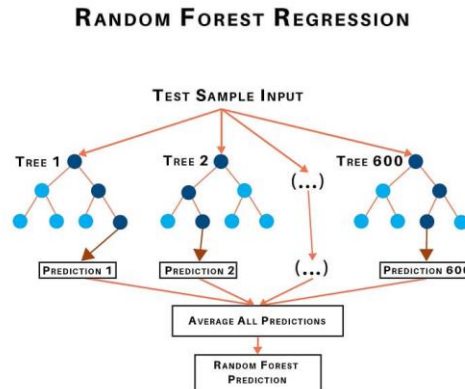 RANDOM FOREST REGRESSION
TEST SAMPLE INPUT
TREE 1
TREE 2
(...)
TREE 600
PREDICTION 1
PREDICTION 2
(...)
PREDICTION 600
AVERAGE ALL PREDICTIONS
RANDOM FOREST
PREDICTION